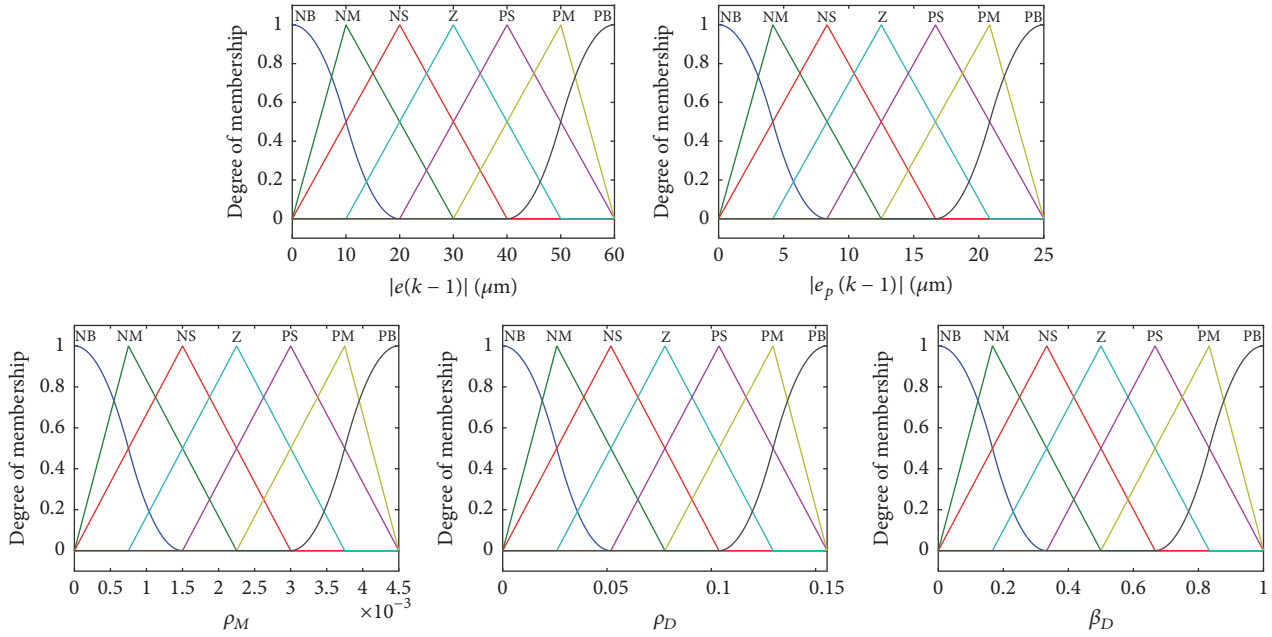 NB NM NS Z PS PM PB
Degree of membership
1
0.8
0.6
0.4
0.2
0
0 10 20 30 40 50 60
|e(k – 1)| (μm)
NB NM NS Z PS PM PB
Degree of membership
1
0.8
0.6
0.4
0.2
0
0 5 10 15 20 25
|e_p (k – 1)| (μm)
NB NM NS Z PS PM PB
Degree of membership
1
0.8
0.6
0.4
0.2
0
0 0.5 1 1.5 2 2.5 3 3.5 4 4.5
×10⁻³
ρ_M
NB NM NS Z PS PM PB
Degree of membership
1
0.8
0.6
0.4
0.2
0
0 0.05 0.1 0.15
ρ_D
NB NM NS Z PS PM PB
Degree of membership
1
0.8
0.6
0.4
0.2
0
0 0.2 0.4 0.6 0.8 1
β_D